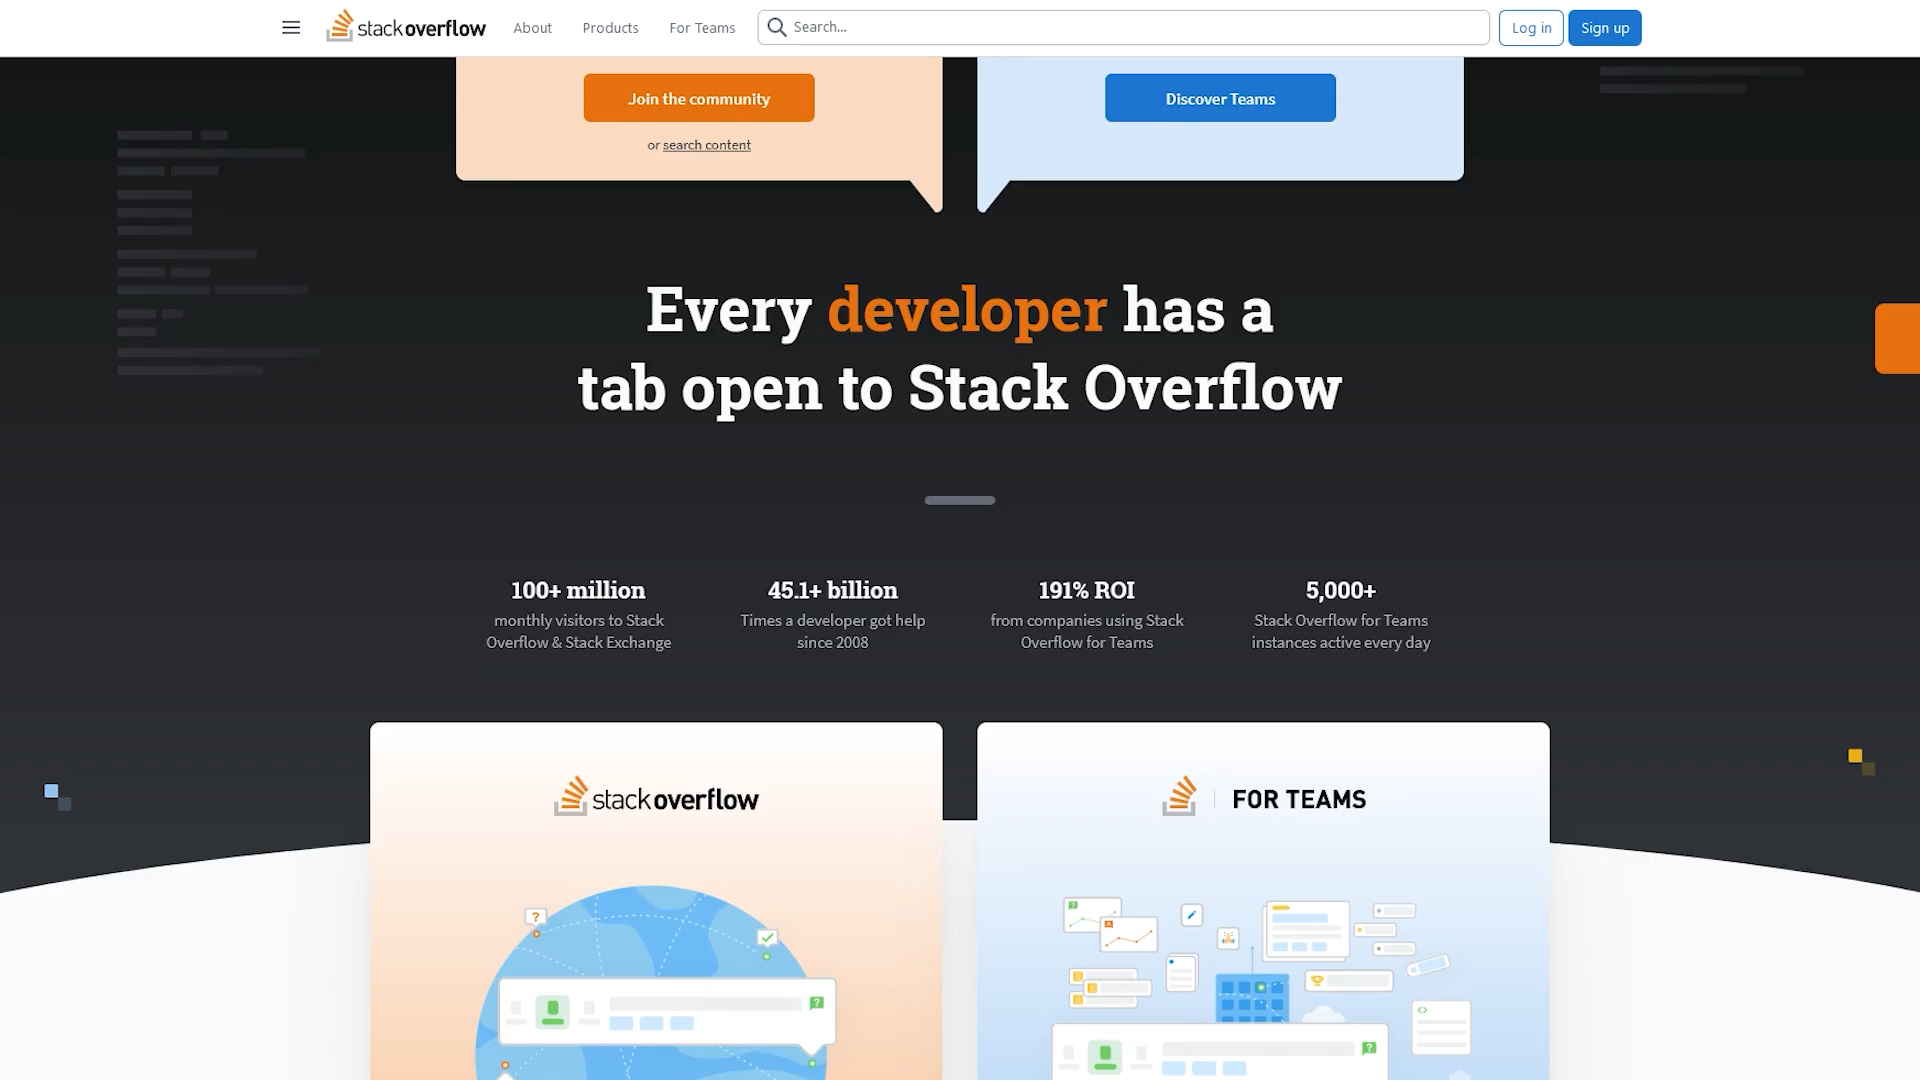 stackoverflow About Products For Teams Search... Log in Sign up
Join the community
or search content
Discover Teams
Every developer has a
tab open to Stack Overflow
100+ million
monthly visitors to Stack
Overflow & Stack Exchange
45.1+ billion
Times a developer got help
since 2008
191% ROI
from companies using Stack
Overflow for Teams
5,000+
Stack Overflow for Teams
instances active every day
stackoverflow
FOR TEAMS